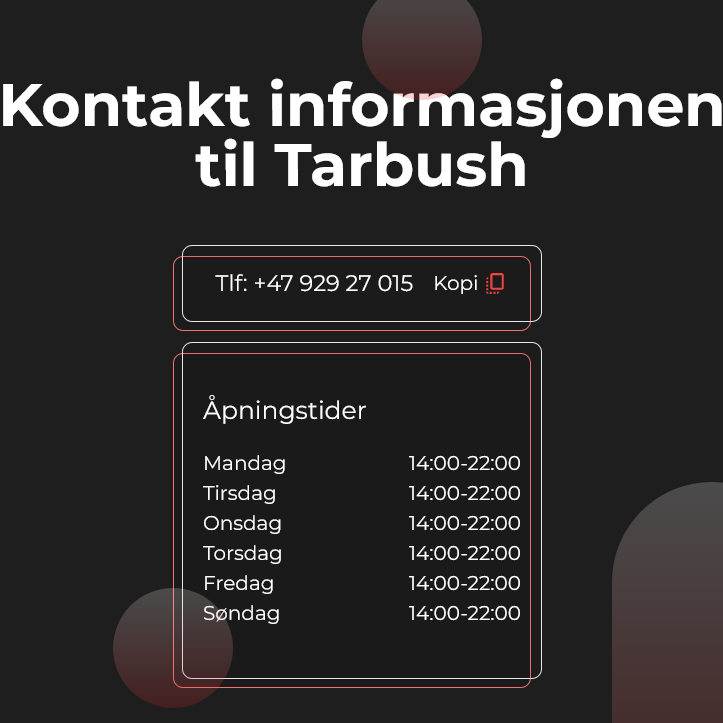 Kontakt informasjonen
til Tarbush
Tlf: +47 929 27 015 Kopi
Åpningstider
Mandag 14:00-22:00
Tirsdag 14:00-22:00
Onsdag 14:00-22:00
Torsdag 14:00-22:00
Fredag 14:00-22:00
Søndag 14:00-22:00